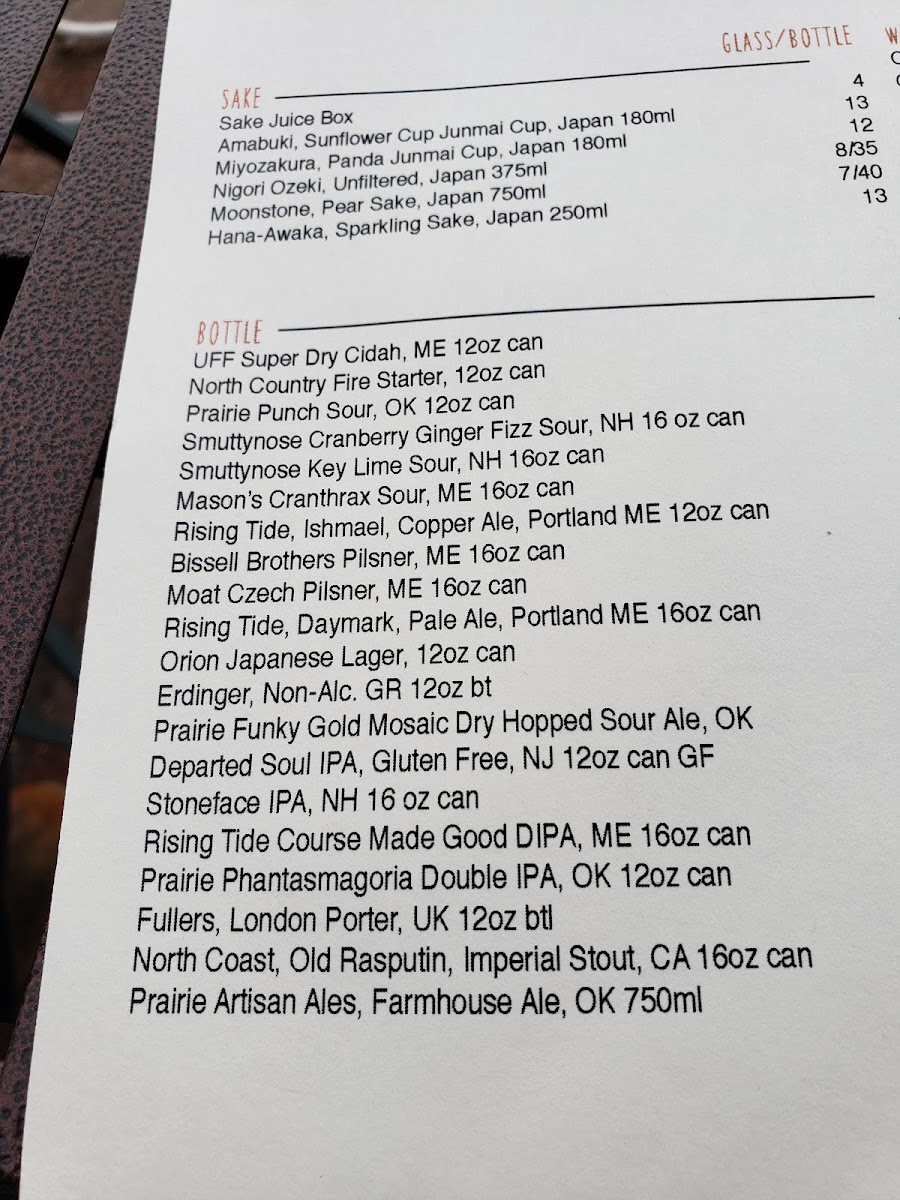 GLASS/BOTTLE
SAKE
Sake Juice Box 4
Amabuki, Sunflower Cup Junmai Cup, Japan 180ml 13
Miyozakura, Panda Junmai Cup, Japan 180ml 12
Nigori Ozeki, Unfiltered, Japan 375ml 8/35
Moonstone, Pear Sake, Japan 750ml 7/40
Hana-Awaka, Sparkling Sake, Japan 250ml 13
BOTTLE
UFF Super Dry Cidah, ME 12oz can
North Country Fire Starter, 12oz can
Prairie Punch Sour, OK 12oz can
Smuttynose Cranberry Ginger Fizz Sour, NH 16 oz can
Smuttynose Key Lime Sour, NH 16oz can
Mason's Cranthrax Sour, ME 16oz can
Rising Tide, Ishmael, Copper Ale, Portland ME 12oz can
Bissell Brothers Pilsner, ME 16oz can
Moat Czech Pilsner, ME 16oz can
Rising Tide, Daymark, Pale Ale, Portland ME 16oz can
Orion Japanese Lager, 12oz can
Erdinger, Non-Alc. GR 12oz bt
Prairie Funky Gold Mosaic Dry Hopped Sour Ale, OK
Departed Soul IPA, Gluten Free, NJ 12oz can GF
Stoneface IPA, NH 16 oz can
Rising Tide Course Made Good DIPA, ME 16oz can
Prairie Phantasmagoria Double IPA, OK 12oz can
Fullers, London Porter, UK 12oz btl
North Coast, Old Rasputin, Imperial Stout, CA 16oz can
Prairie Artisan Ales, Farmhouse Ale, OK 750ml